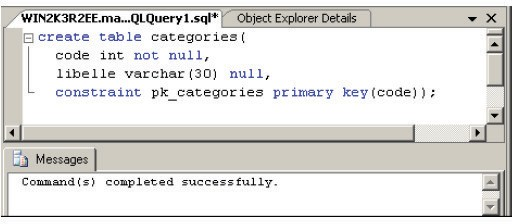 WIN2K3R2EE.ma...QLQuery1.sql* Object Explorer Details
create table categories(
code int not null,
libelle varchar(30) null,
constraint pk_categories primary key(code));
Messages
Command(s) completed successfully.